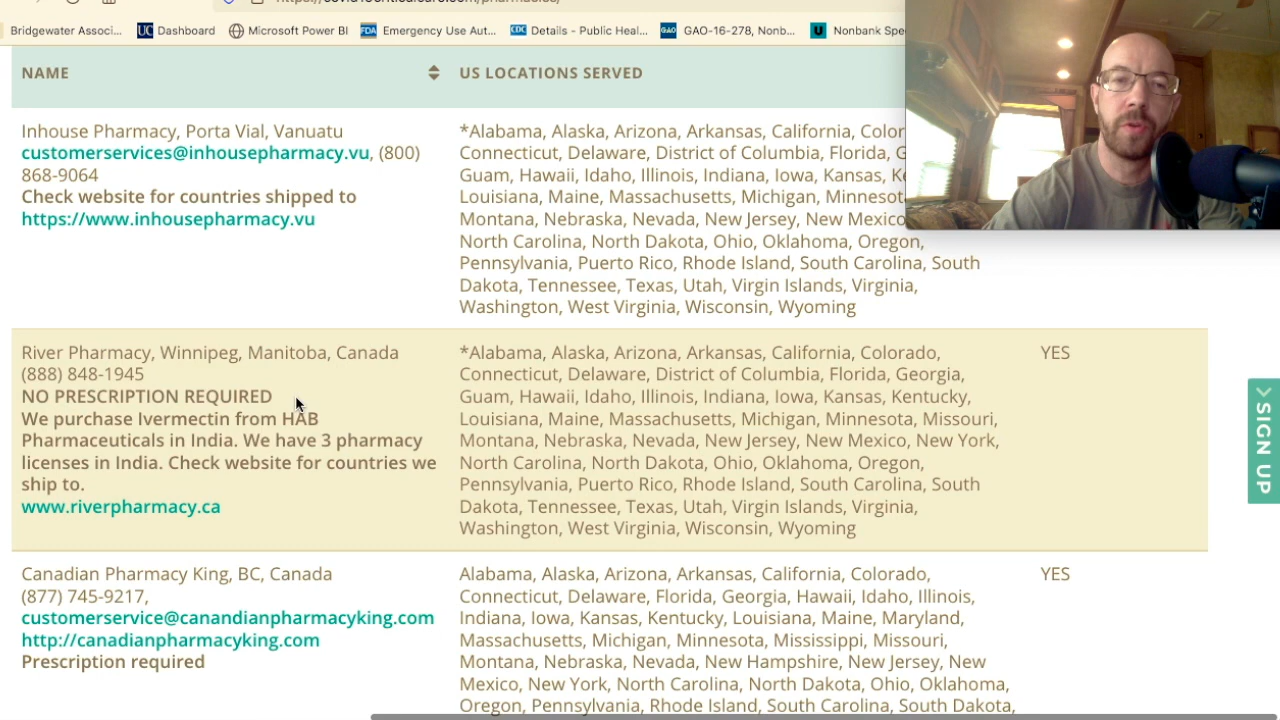 Bridgewater Associ... Dashboard Microsoft Power BI Emergency Use Aut... Details - Public Heal... GAO-16-278, Nonb... Nonbank Spe
NAME US LOCATIONS SERVED
Inhouse Pharmacy, Porta Vial, Vanuatu
customerservices@inhousepharmacy.vu, (800)
868-9064
Check website for countries shipped to
https://www.inhousepharmacy.vu
*Alabama, Alaska, Arizona, Arkansas, California, Color
Connecticut, Delaware, District of Columbia, Florida, G
Guam, Hawaii, Idaho, Illinois, Indiana, Iowa, Kansas, Ke
Louisiana, Maine, Massachusetts, Michigan, Minnesot
Montana, Nebraska, Nevada, New Jersey, New Mexico
North Carolina, North Dakota, Ohio, Oklahoma, Oregon,
Pennsylvania, Puerto Rico, Rhode Island, South Carolina, South
Dakota, Tennessee, Texas, Utah, Virgin Islands, Virginia,
Washington, West Virginia, Wisconsin, Wyoming
River Pharmacy, Winnipeg, Manitoba, Canada
(888) 848-1945
NO PRESCRIPTION REQUIRED
We purchase Ivermectin from HAB
Pharmaceuticals in India. We have 3 pharmacy
licenses in India. Check website for countries we
ship to.
www.riverpharmacy.ca
*Alabama, Alaska, Arizona, Arkansas, California, Colorado,
Connecticut, Delaware, District of Columbia, Florida, Georgia,
Guam, Hawaii, Idaho, Illinois, Indiana, Iowa, Kansas, Kentucky,
Louisiana, Maine, Massachusetts, Michigan, Minnesota, Missouri,
Montana, Nebraska, Nevada, New Jersey, New Mexico, New York,
North Carolina, North Dakota, Ohio, Oklahoma, Oregon,
Pennsylvania, Puerto Rico, Rhode Island, South Carolina, South
Dakota, Tennessee, Texas, Utah, Virgin Islands, Virginia,
Washington, West Virginia, Wisconsin, Wyoming
YES
Canadian Pharmacy King, BC, Canada
(877) 745-9217,
customerservice@canandianpharmacyking.com
http://canadianpharmacyking.com
Prescription required
Alabama, Alaska, Arizona, Arkansas, California, Colorado,
Connecticut, Delaware, Florida, Georgia, Hawaii, Idaho, Illinois,
Indiana, Iowa, Kansas, Kentucky, Louisiana, Maine, Maryland,
Massachusetts, Michigan, Minnesota, Mississippi, Missouri,
Montana, Nebraska, Nevada, New Hampshire, New Jersey, New
Mexico, New York, North Carolina, North Dakota, Ohio, Oklahoma,
Oregon, Pennsylvania, Rhode Island, South Carolina, South Dakota,
YES
SIGN UP